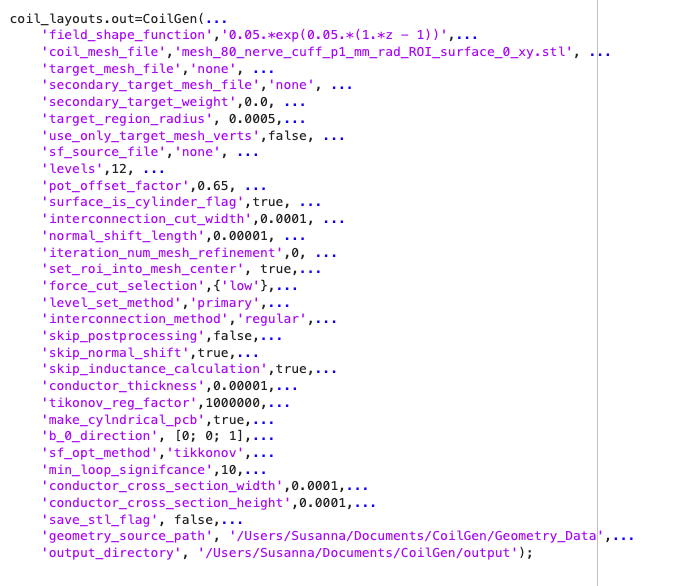 coil_layouts.out=CoilGen(...
'field_shape_function','0.05.*exp(0.05.*(1.*z - 1))',...
'coil_mesh_file','mesh_80_nerve_cuff_p1_mm_rad_ROI_surface_0_xy.stl', ...
'target_mesh_file','none', ...
'secondary_target_mesh_file','none', ...
'secondary_target_weight',0.0, ...
'target_region_radius', 0.0005,...
'use_only_target_mesh_verts',false, ...
'sf_source_file','none', ...
'levels',12, ...
'pot_offset_factor',0.65, ...
'surface_is_cylinder_flag',true, ...
'interconnection_cut_width',0.0001, ...
'normal_shift_length',0.00001, ...
'iteration_num_mesh_refinement',0, ...
'set_roi_into_mesh_center', true,...
'force_cut_selection',{'low'},...
'level_set_method','primary',...
'interconnection_method','regular',...
'skip_postprocessing',false,...
'skip_normal_shift',true,...
'skip_inductance_calculation',true,...
'conductor_thickness',0.00001,...
'tikonov_reg_factor',1000000,...
'make_cylndrical_pcb',true,...
'b_0_direction', [0; 0; 1],...
'sf_opt_method','tikkonov',...
'min_loop_signifcance',10,...
'conductor_cross_section_width',0.0001,...
'conductor_cross_section_height',0.0001,...
'save_stl_flag', false,...
'geometry_source_path', '/Users/Susanna/Documents/CoilGen/Geometry_Data',...
'output_directory', '/Users/Susanna/Documents/CoilGen/output');